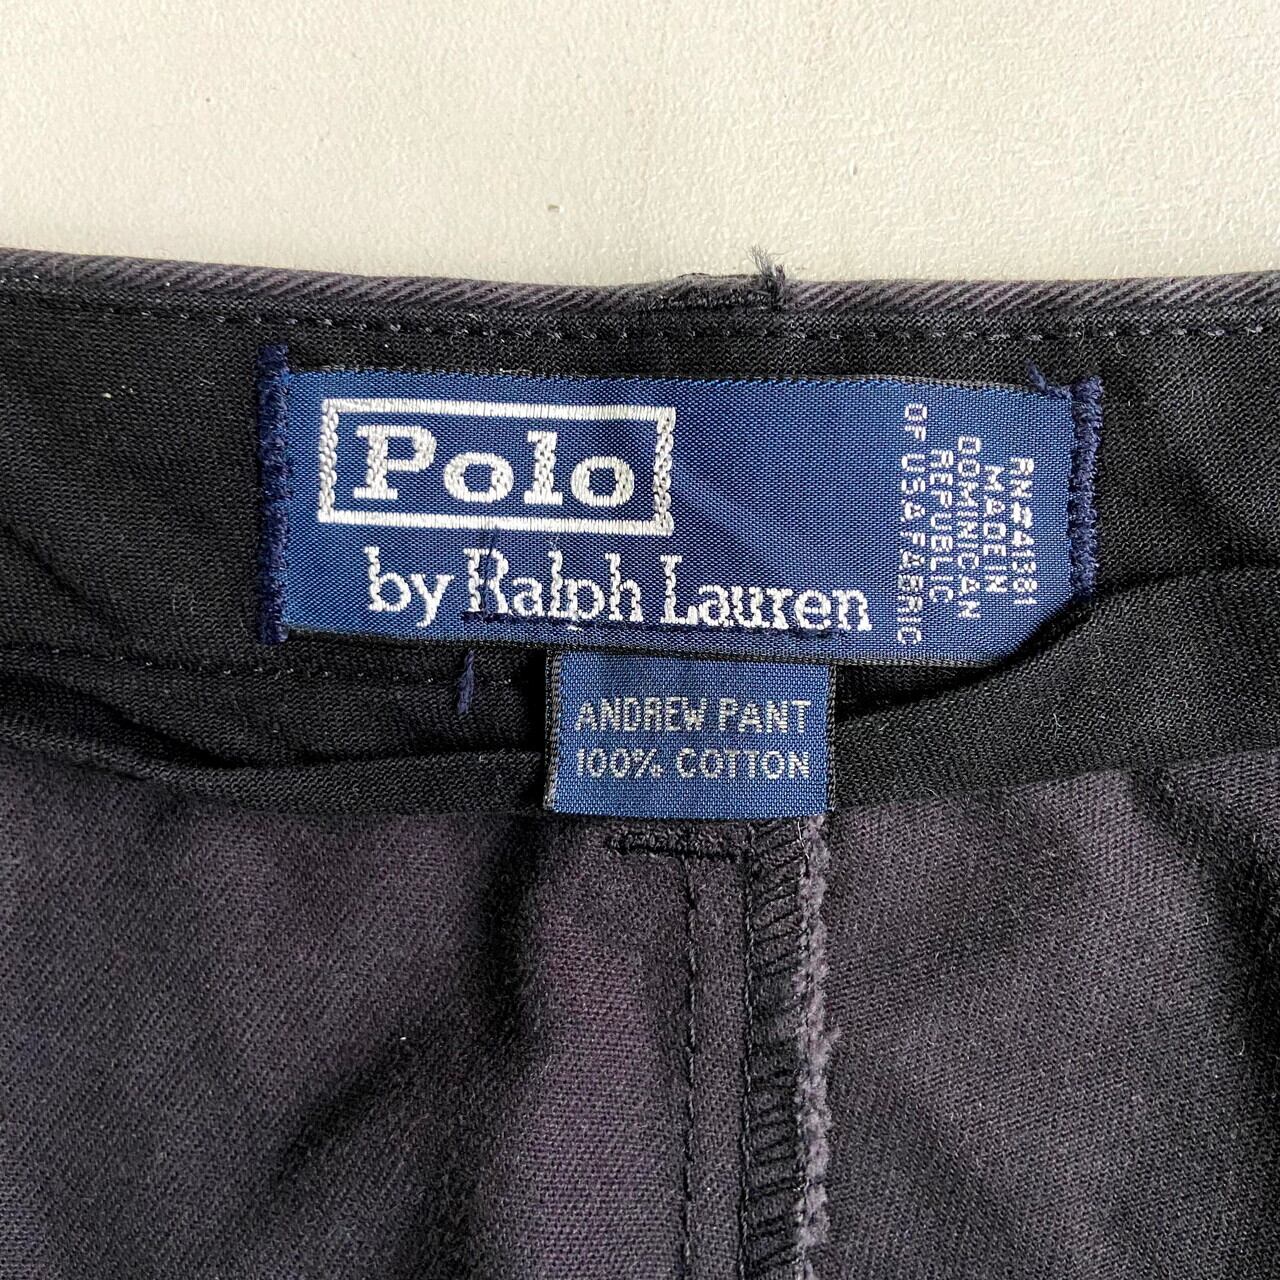 Polo
by Ralph Lauren
RN#41381
MADE IN
DOMINICAN
REPUBLIC
OF USA FABRIC
ANDREW PANT
100% COTTON